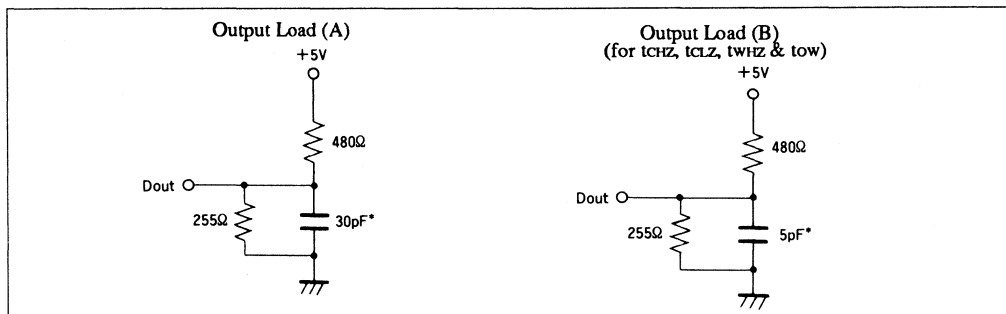 Output Load (A)
+5V
480Ω
Dout
255Ω
30pF*
Output Load (B)
(for tCHZ, tCLZ, tWHZ & tow)
+5V
480Ω
Dout
255Ω
5pF*